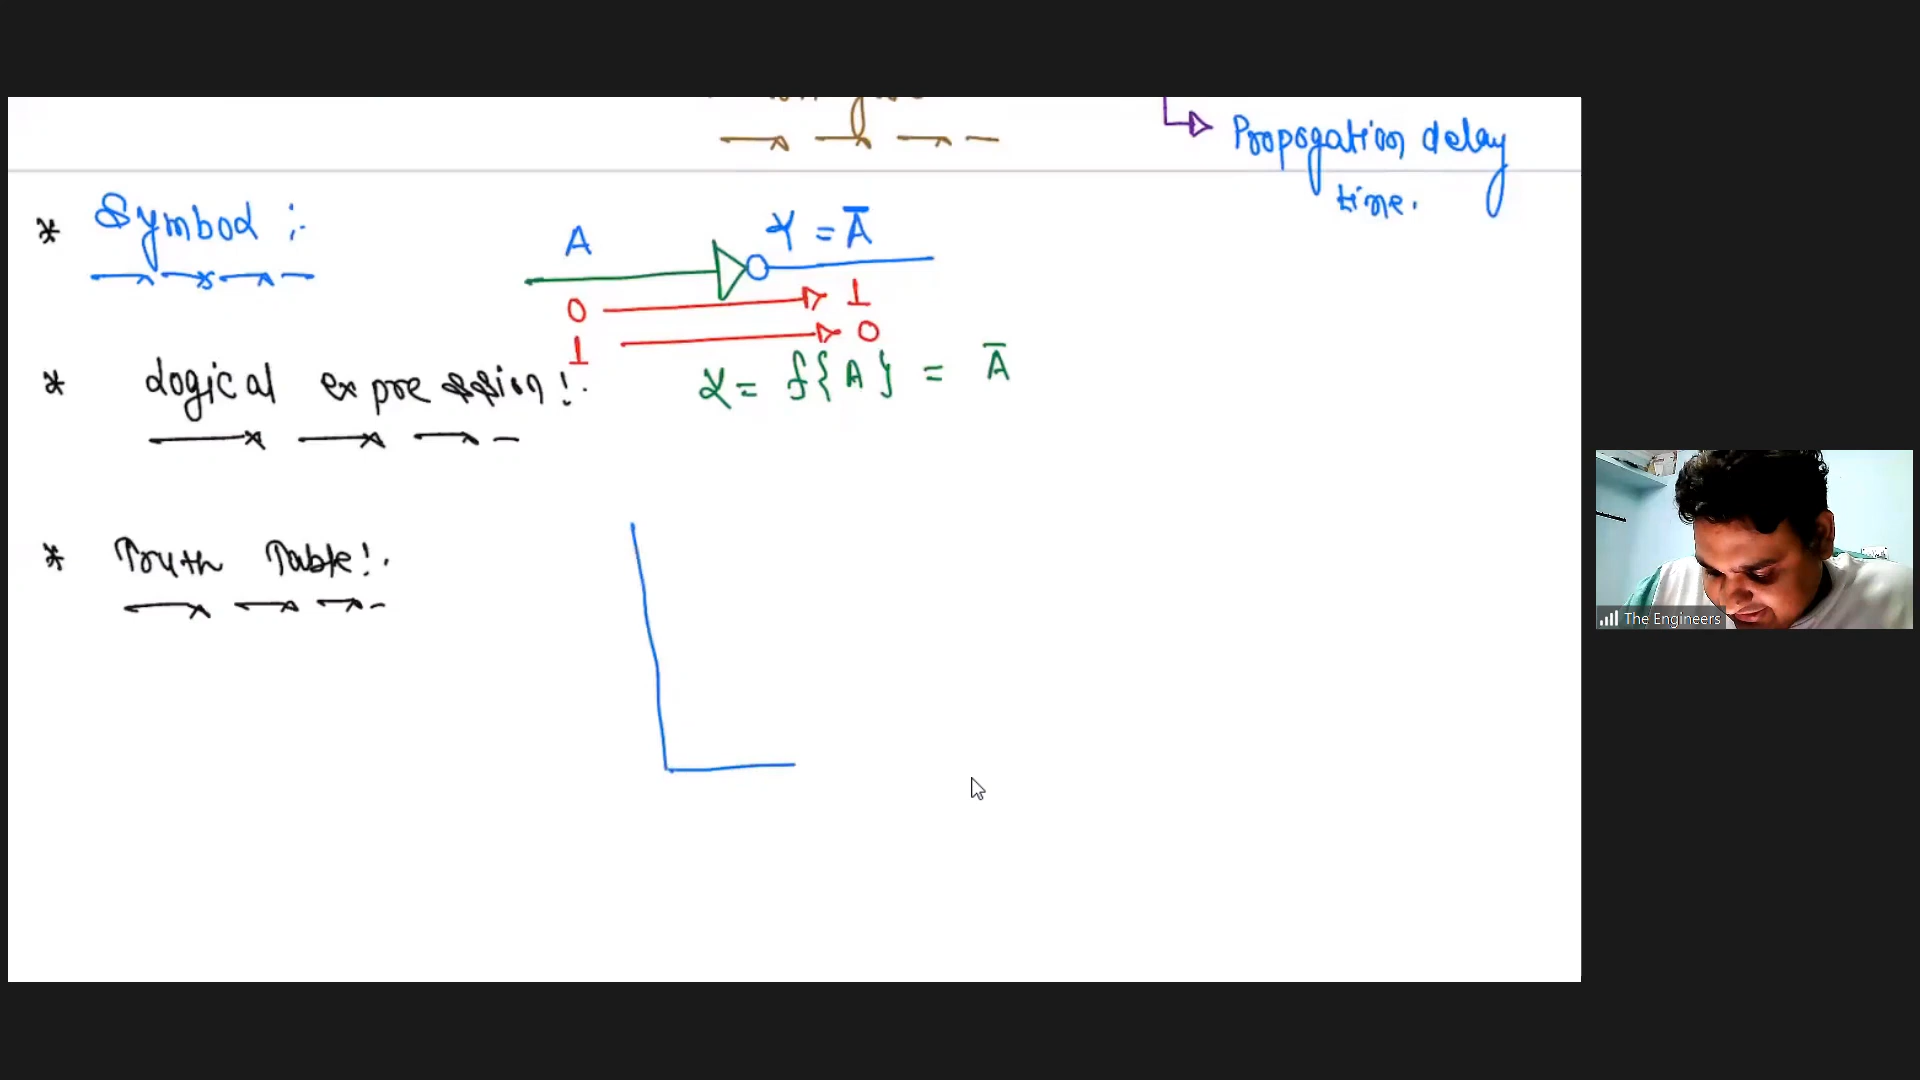 Propogation delay
time.
* Symbol :-
A
Y = A̅
0
1
1
0
* Logical expression :-
Y = f{A} = A̅
* Truth Table :-
The Engineers